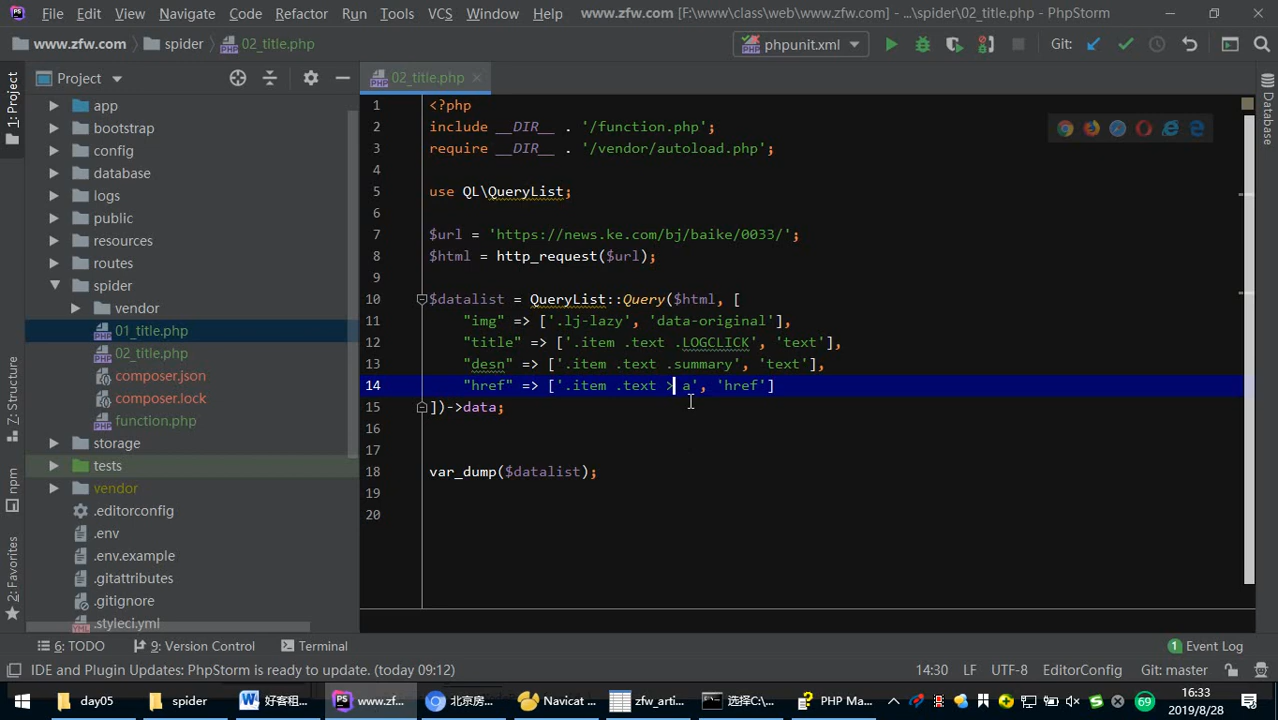 File Edit View Navigate Code Refactor Run Tools VCS Window Help www.zfw.com [F:\www\class\web\www.zfw.com] - ...\spider\02_title.php - PhpStorm
www.zfw.com spider 02_title.php phpunit.xml Git:
Project 02_title.php
1: Project
Database
app
bootstrap
config
database
logs
public
resources
routes
spider
vendor
01_title.php
02_title.php
composer.json
composer.lock
function.php
storage
tests
vendor
.editorconfig
.env
.env.example
.gitattributes
.gitignore
.styleci.yml
7: Structure
npm
2: Favorites
1 <?php
2 include __DIR__ . '/function.php';
3 require __DIR__ . '/vendor/autoload.php';
4
5 use QL\QueryList;
6
7 $url = 'https://news.ke.com/bj/baike/0033/';
8 $html = http_request($url);
9
10 $datalist = QueryList::Query($html, [
11 "img" => ['.lj-lazy', 'data-original'],
12 "title" => ['.item .text .LOGCLICK', 'text'],
13 "desn" => ['.item .text .summary', 'text'],
14 "href" => ['.item .text > a', 'href']
15 ])->data;
16
17
18 var_dump($datalist);
19
20
6: TODO 9: Version Control Terminal 1 Event Log
IDE and Plugin Updates: PhpStorm is ready to update. (today 09:12) 14:30 LF UTF-8 EditorConfig Git: master
day05 spider 好客租... www.zf... 北京房... Navicat ... zfw_arti... 选择C:\... PHP Ma... 69 16:33
2019/8/28